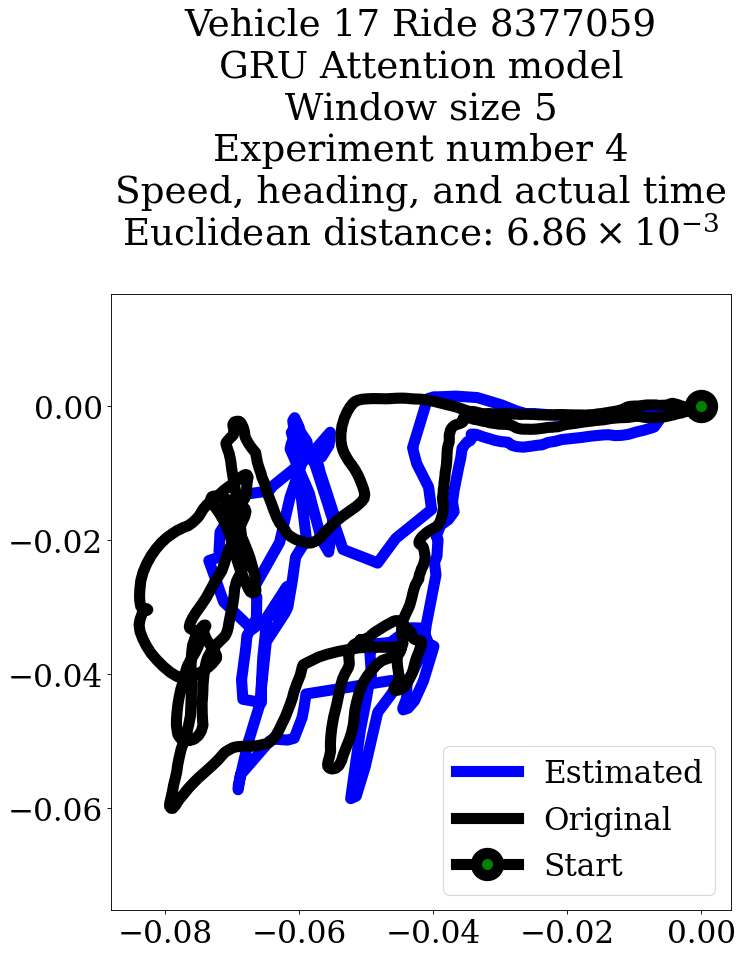 Vehicle 17 Ride 8377059
GRU Attention model
Window size 5
Experiment number 4
Speed, heading, and actual time
Euclidean distance: 6.86 × 10⁻³
0.00
−0.02
−0.04
−0.06
Estimated
Original
Start
−0.08 −0.06 −0.04 −0.02 0.00